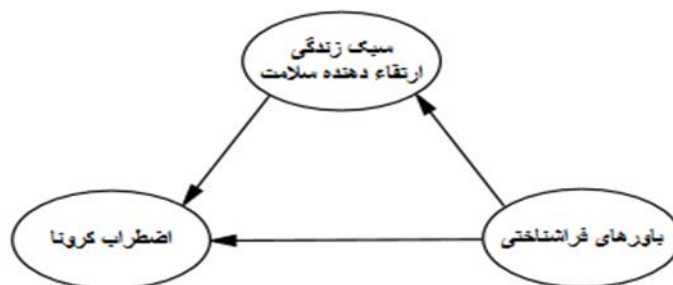 سبک زندگی
ارتقاء دهنده سلامت
باورهای فراشناختی
اضطراب کرونا